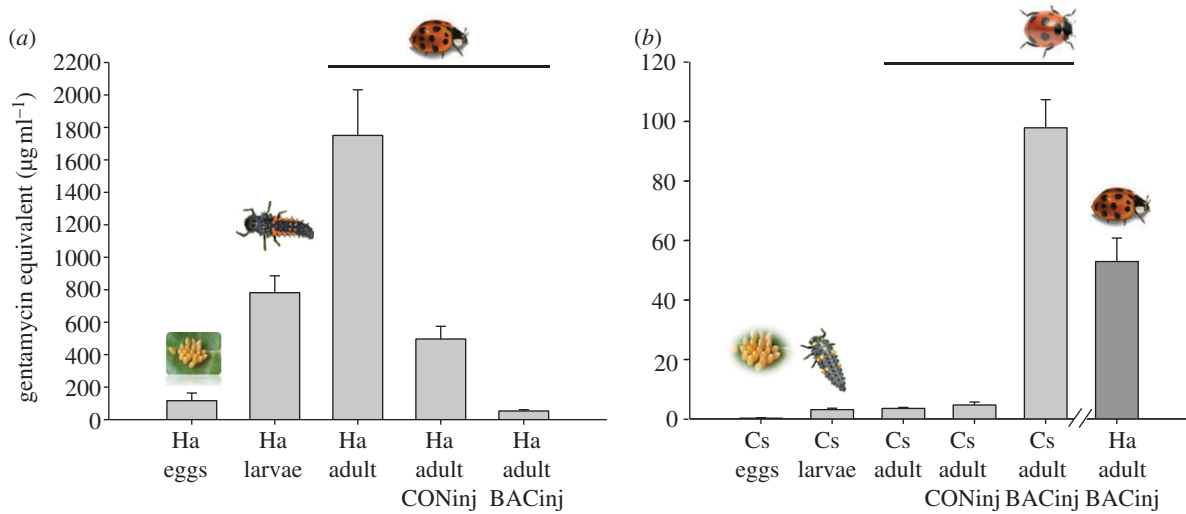 (a)
gentamycin equivalent (µg ml⁻¹)
2200
2000
1800
1600
1400
1200
1000
800
600
400
200
0
Ha
eggs
Ha
larvae
Ha
adult
Ha
adult
CONinj
Ha
adult
BACinj
(b)
120
100
80
60
40
20
0
Cs
eggs
Cs
larvae
Cs
adult
Cs
adult
CONinj
Cs
adult
BACinj
Ha
adult
BACinj